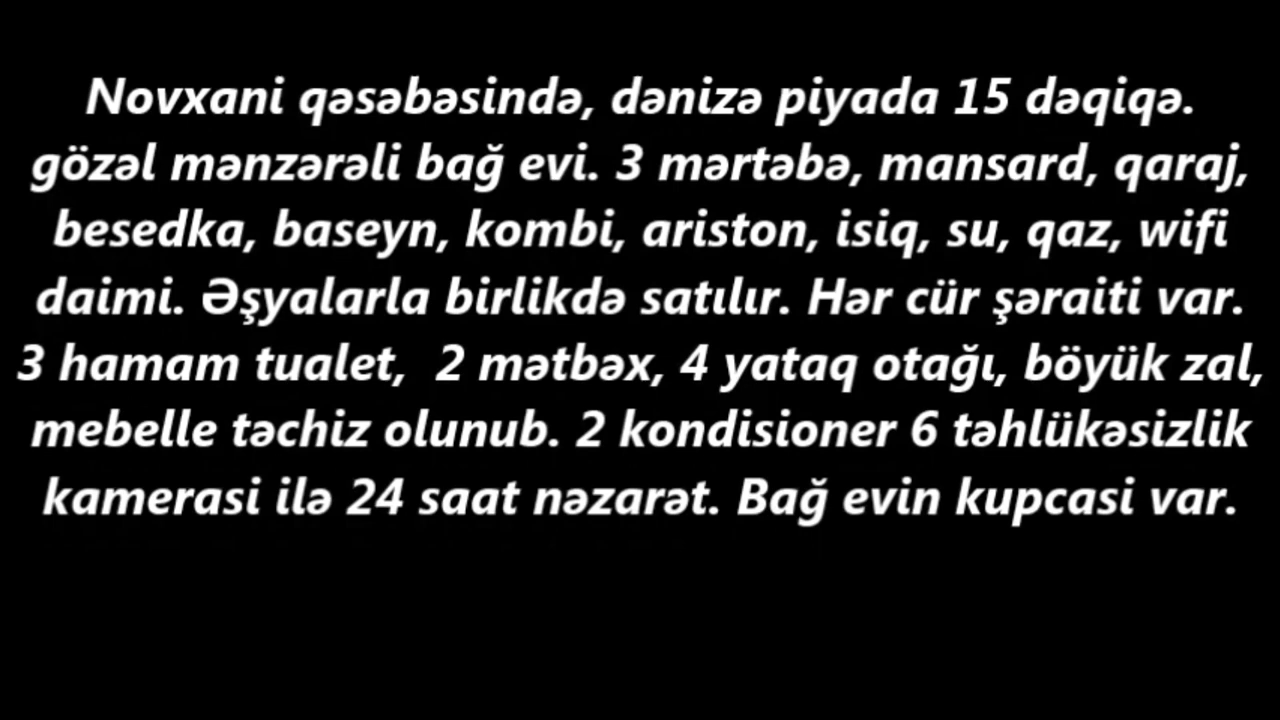 Novxani qəsəbəsində, dənizə piyada 15 dəqiqə.
gözəl mənzərəli bağ evi. 3 mərtəbə, mansard, qaraj,
besedka, baseyn, kombi, ariston, isiq, su, qaz, wifi
daimi. Əşyalarla birlikdə satılır. Hər cür şəraiti var.
3 hamam tualet, 2 mətbəx, 4 yataq otağı, böyük zal,
mebelle təchiz olunub. 2 kondisioner 6 təhlükəsizlik
kamerasi ilə 24 saat nəzarət. Bağ evin kupcasi var.